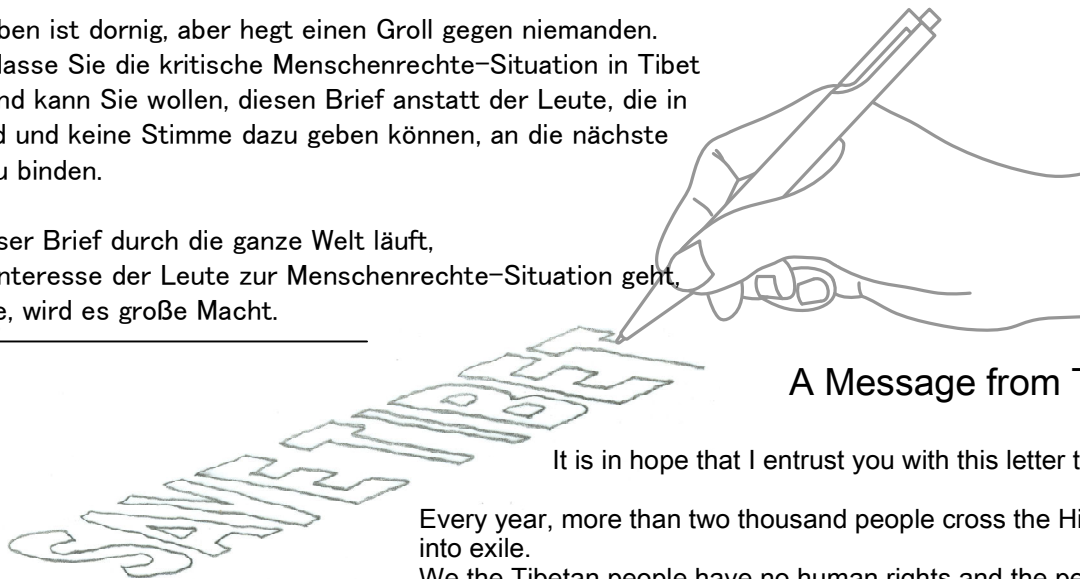 ben ist dornig, aber hegt einen Groll gegen niemanden.
lasse Sie die kritische Menschenrechte-Situation in Tibet
nd kann Sie wollen, diesen Brief anstatt der Leute, die in
d und keine Stimme dazu geben können, an die nächste
u binden.
ser Brief durch die ganze Welt läuft,
nteresse der Leute zur Menschenrechte-Situation geht,
e, wird es große Macht.
SAVE TIBET
A Message from T
It is in hope that I entrust you with this letter t
Every year, more than two thousand people cross the Hi
into exile.
We the Tibetan people have no human rights and the pe